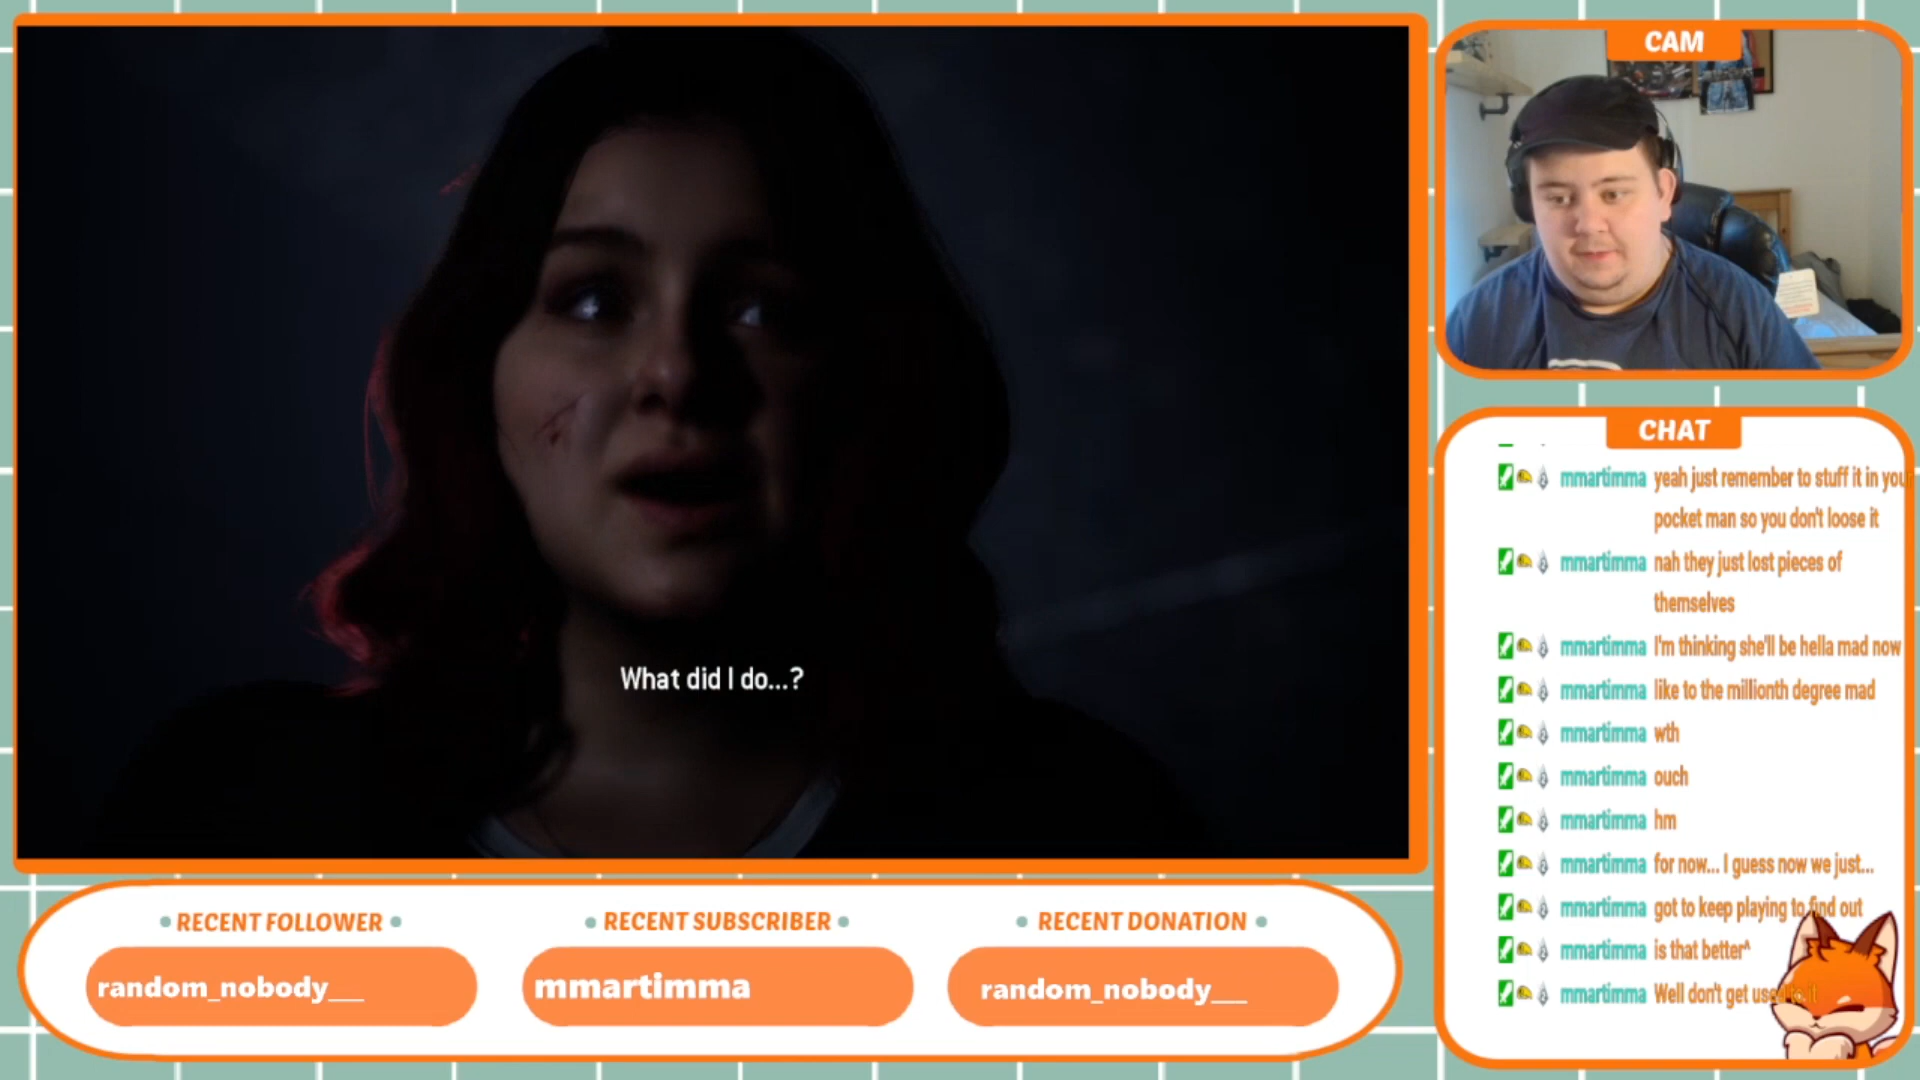 CAM
What did I do...?
CHAT
mmartimma yeah just remember to stuff it in your
pocket man so you don't loose it
mmartimma nah they just lost pieces of
themselves
mmartimma I'm thinking she'll be hella mad now
mmartimma like to the millionth degree mad
mmartimma wth
mmartimma ouch
mmartimma hm
mmartimma for now... I guess now we just...
mmartimma got to keep playing to find out
mmartimma is that better^
mmartimma Well don't get used to it
RECENT FOLLOWER
random_nobody__
RECENT SUBSCRIBER
mmartimma
RECENT DONATION
random_nobody__